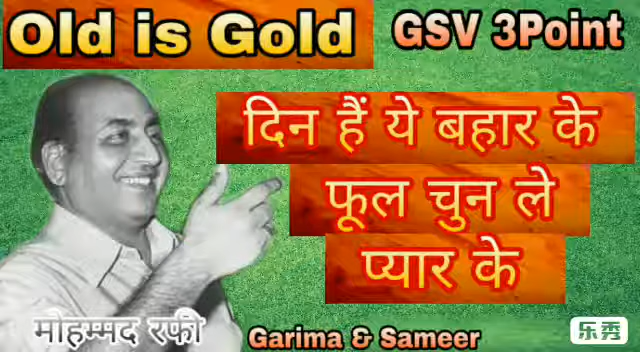 Old is Gold
GSV 3Point
दिन हैं ये बहार के
फूल चुन ले
प्यार के
मोहम्मद रफी
Garima & Sameer
乐秀